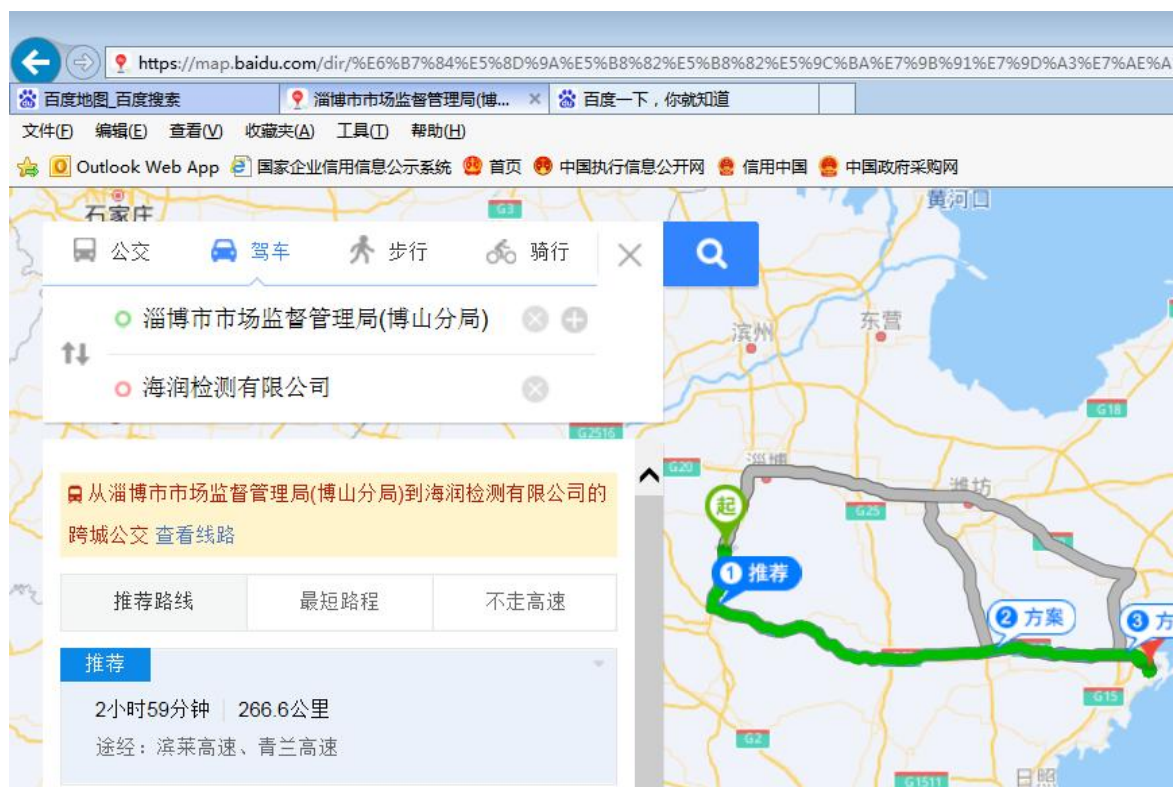 https://map.baidu.com/dir/%E6%B7%84%E5%8D%9A%E5%B8%82%E5%B8%82%E5%9C%BA%E7%9B%91%E7%9D%A3%E7%AE%A
百度地图_百度搜索
淄博市市场监督管理局(博...
百度一下，你就知道
文件(F) 编辑(E) 查看(V) 收藏夹(A) 工具(T) 帮助(H)
Outlook Web App 国家企业信用信息公示系统 首页 中国执行信息公开网 信用中国 中国政府采购网
石家庄
G3
黄河口
公交 驾车 步行 骑行
淄博市市场监督管理局(博山分局)
海润检测有限公司
滨州
东营
G18
G2516
G20
淄博
潍坊
G25
起
从淄博市市场监督管理局(博山分局)到海润检测有限公司的
跨城公交 查看线路
1 推荐
推荐路线 最短路程 不走高速
2 方案
3 方
推荐
2小时59分钟 266.6公里
途经：滨莱高速、青兰高速
G15
G2
G1511
日照